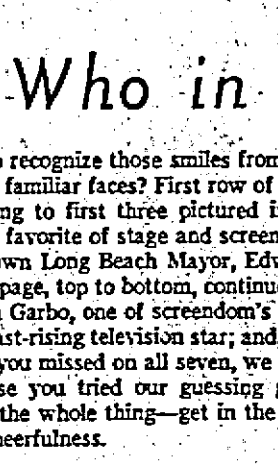 Who in
recognize those smiles from
familiar faces? First row of
ng to first three pictured i
favorite of stage and screen
wn Long Beach Mayor, Edw
page, top to bottom, continue
Garbo, one of screendom's
st-rising television star; and
you missed on all seven, we
se you tried our guessing g
the whole thing—get in the
eerfulness.